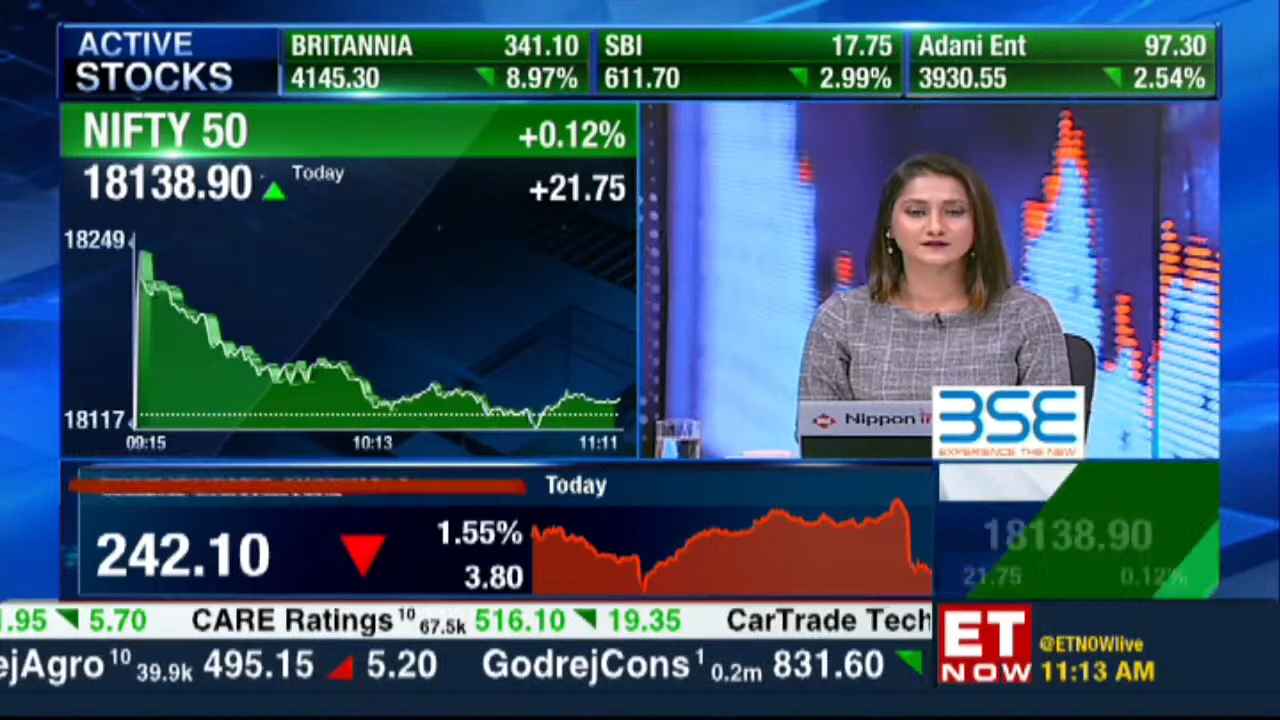 ACTIVE
STOCKS
BRITANNIA 341.10
4145.30 8.97%
SBI 17.75
611.70 2.99%
Adani Ent 97.30
3930.55 2.54%
NIFTY 50 +0.12%
18138.90 Today +21.75
18249
18117
09:15 10:13 11:11
Nippon
BSE
EXPERIENCE THE NEW
Today
242.10 1.55%
3.80
18138.90
21.75 0.12%
.95 5.70 CARE Ratings 10 67.5k 516.10 19.35 CarTrade Tech
ejAgro 10 39.9k 495.15 5.20 GodrejCons 1 0.2m 831.60
ET
NOW
@ETNOWlive
11:13 AM